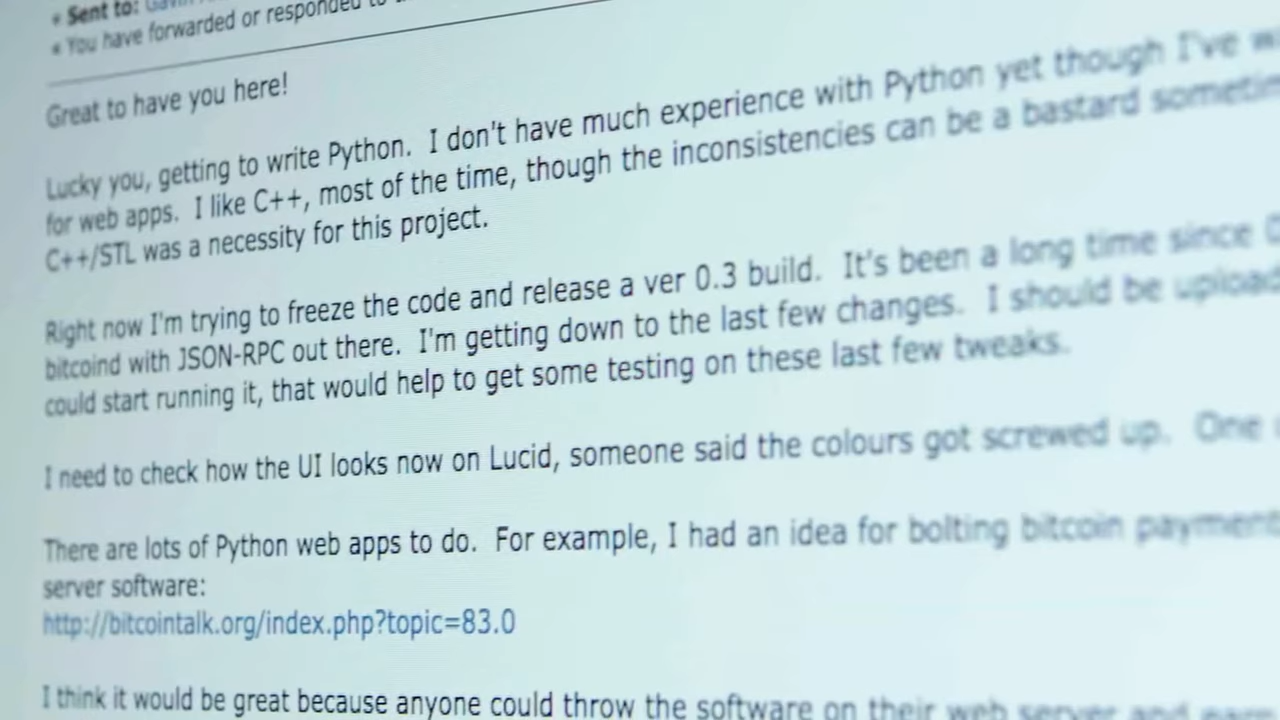 • Sent to: Gavin
• You have forwarded or responded to
Great to have you here!
Lucky you, getting to write Python. I don't have much experience with Python yet though I've
for web apps. I like C++, most of the time, though the inconsistencies can be a bastard
C++/STL was a necessity for this project.
Right now I'm trying to freeze the code and release a ver 0.3 build. It's been a long time since
bitcoind with JSON-RPC out there. I'm getting down to the last few changes. I should be
could start running it, that would help to get some testing on these last few tweaks.
I need to check how the UI looks now on Lucid, someone said the colours got screwed up. One
There are lots of Python web apps to do. For example, I had an idea for bolting bitcoin payment
server software:
http://bitcointalk.org/index.php?topic=83.0
I think it would be great because anyone could throw the software on their web server and